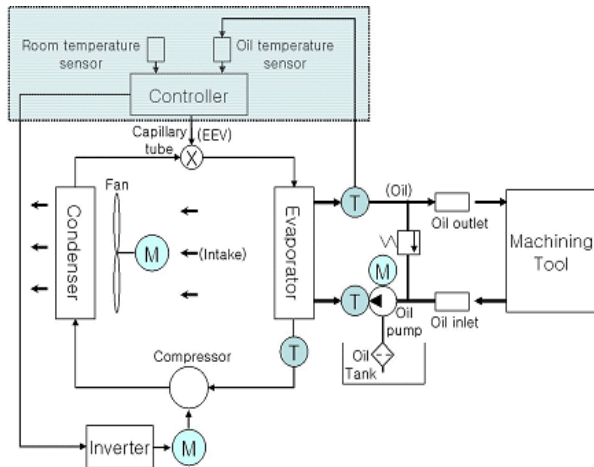 Room temperature
sensor
Oil temperature
sensor
Controller
Capillary
tube
(EEV)
X
Fan
Condenser
M
(Intake)
Evaporator
T
(Oil)
Oil outlet
Machining
Tool
M
T
Oil
pump
Oil inlet
T
Oil
Tank
Compressor
Inverter
M